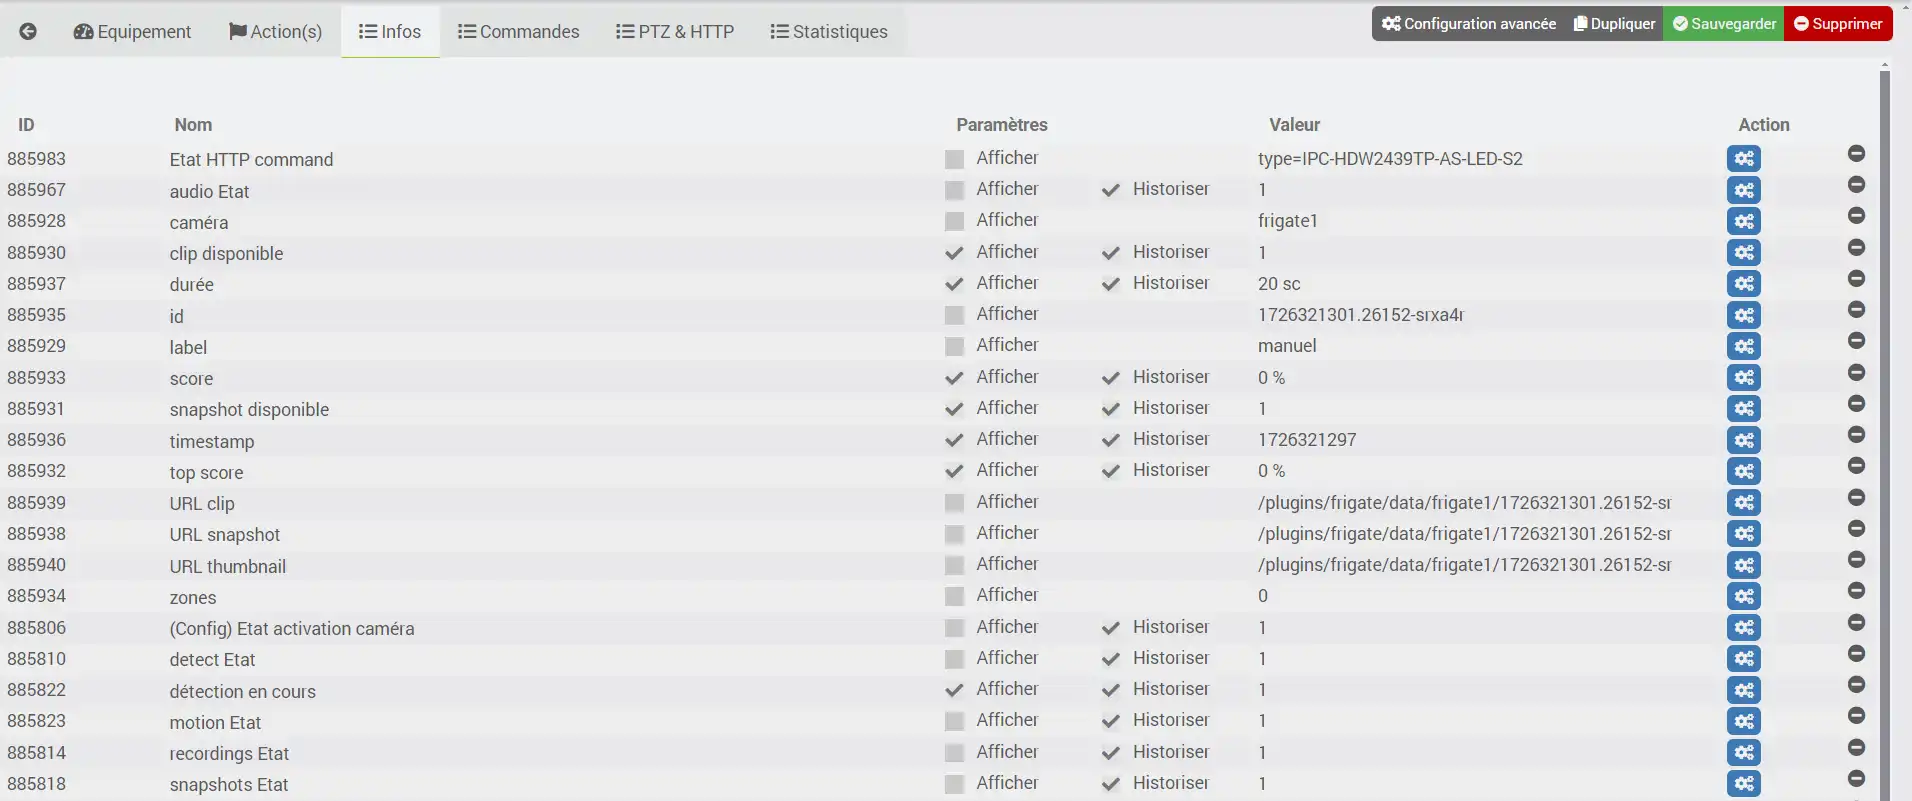 Equipement Action(s) Infos Commandes PTZ & HTTP Statistiques Configuration avancée Dupliquer Sauvegarder Supprimer
ID Nom Paramètres Valeur Action
885983 Etat HTTP command Afficher type=IPC-HDW2439TP-AS-LED-S2
885967 audio Etat Afficher Historiser 1
885928 caméra Afficher frigate1
885930 clip disponible Afficher Historiser 1
885937 durée Afficher Historiser 20 sc
885935 id Afficher 1726321301.26152-srxa4r
885929 label Afficher manuel
885933 score Afficher Historiser 0 %
885931 snapshot disponible Afficher Historiser 1
885936 timestamp Afficher Historiser 1726321297
885932 top score Afficher Historiser 0 %
885939 URL clip Afficher /plugins/frigate/data/frigate1/1726321301.26152-sr
885938 URL snapshot Afficher /plugins/frigate/data/frigate1/1726321301.26152-sr
885940 URL thumbnail Afficher /plugins/frigate/data/frigate1/1726321301.26152-sr
885934 zones Afficher 0
885806 (Config) Etat activation caméra Afficher Historiser 1
885810 detect Etat Afficher Historiser 1
885822 détection en cours Afficher Historiser 1
885823 motion Etat Afficher Historiser 1
885814 recordings Etat Afficher Historiser 1
885818 snapshots Etat Afficher Historiser 1